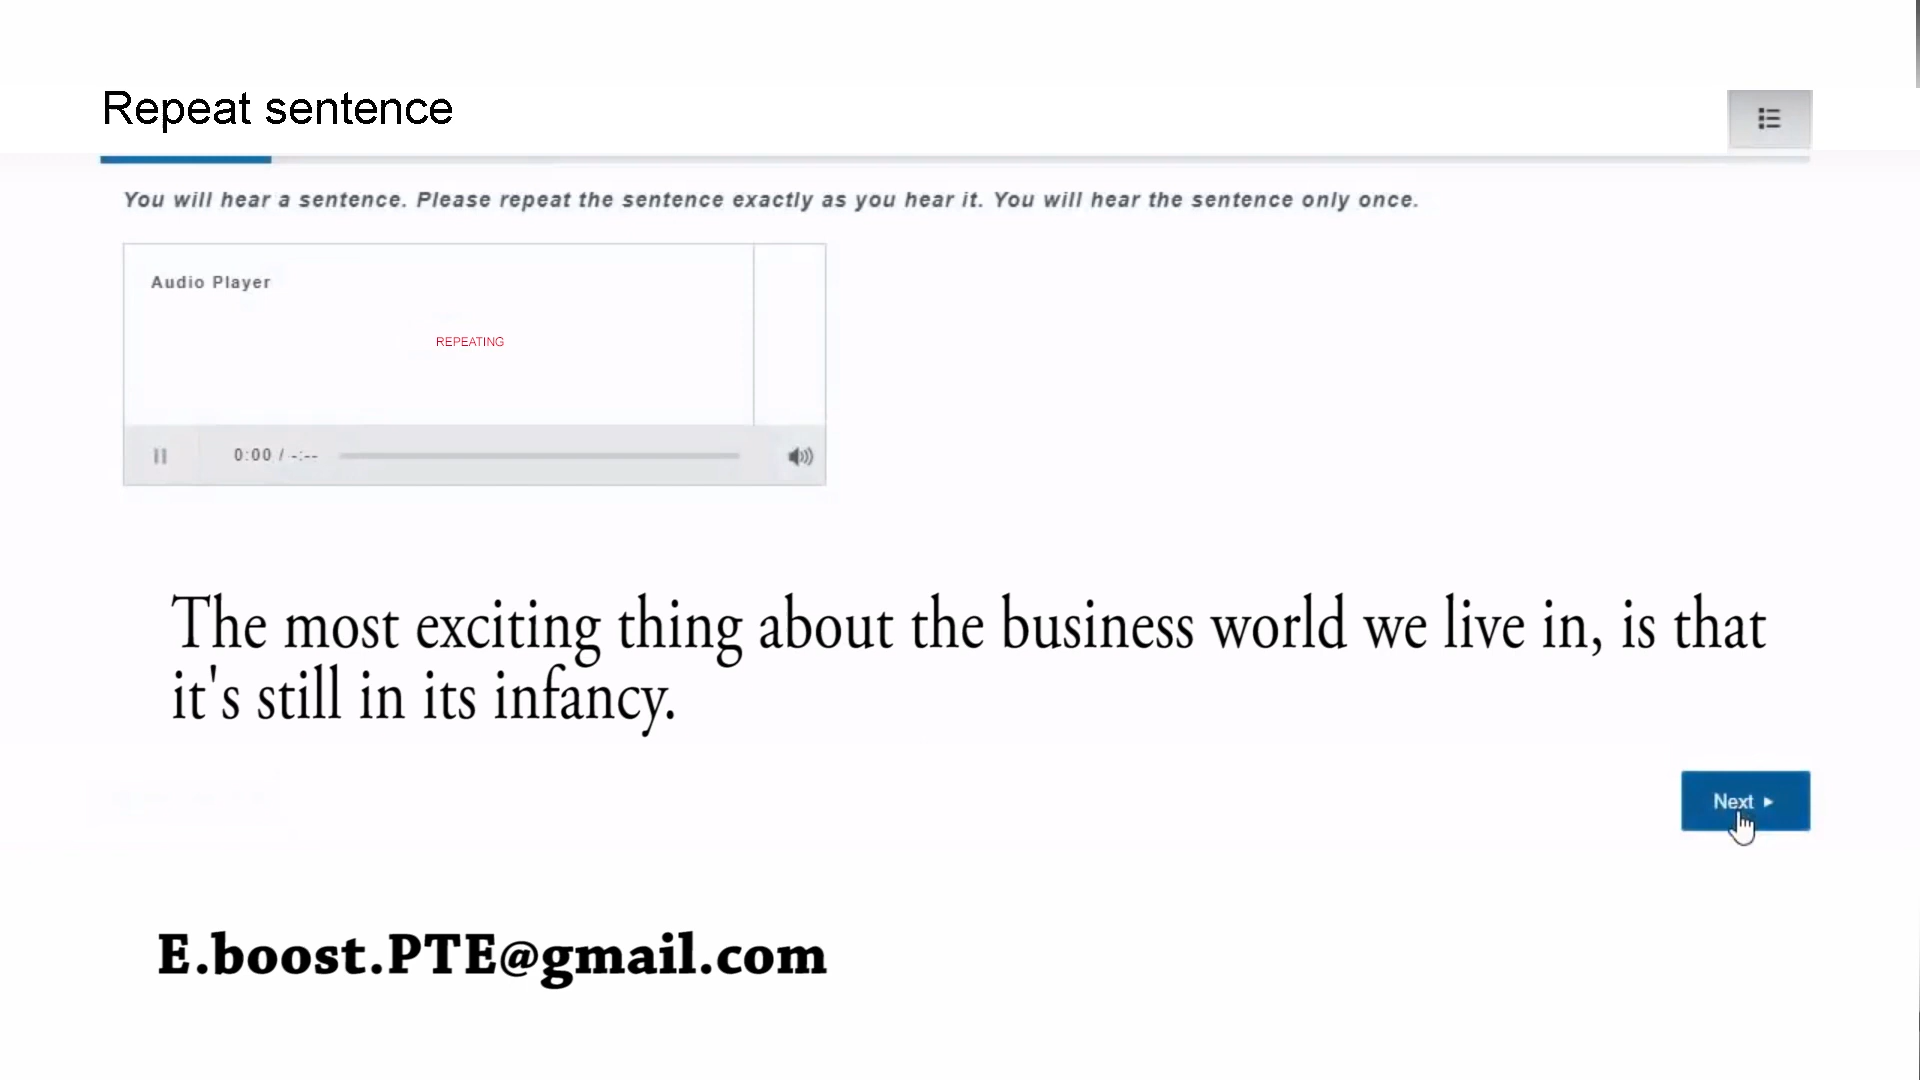 Repeat sentence
You will hear a sentence. Please repeat the sentence exactly as you hear it. You will hear the sentence only once.
Audio Player
REPEATING
0:00 / -:--
The most exciting thing about the business world we live in, is that
it's still in its infancy.
Next
E.boost.PTE@gmail.com